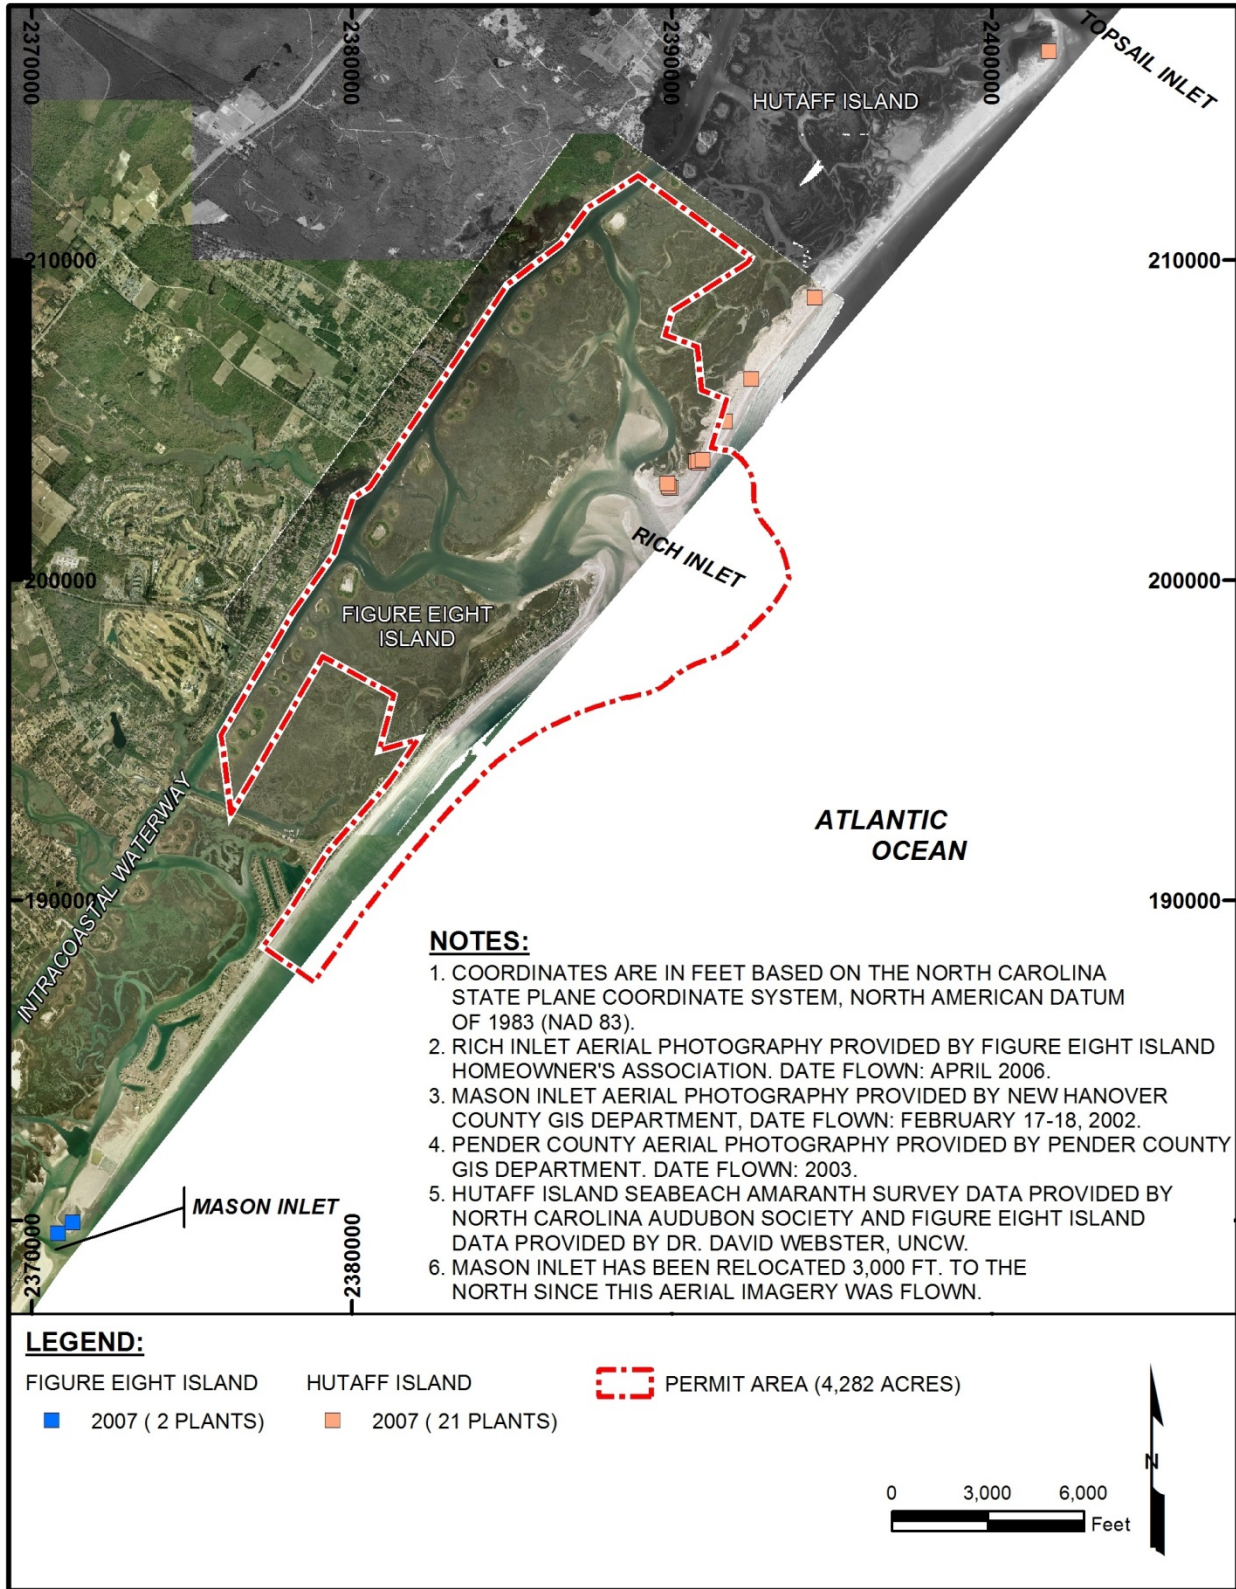 2370000
2380000
2390000
2400000
TOPSAIL INLET
HUTAFF ISLAND
210000
210000
RICH INLET
200000
200000
FIGURE EIGHT
ISLAND
INTRACOASTAL WATERWAY
ATLANTIC
OCEAN
190000
190000
NOTES:
1. COORDINATES ARE IN FEET BASED ON THE NORTH CAROLINA
STATE PLANE COORDINATE SYSTEM, NORTH AMERICAN DATUM
OF 1983 (NAD 83).
2. RICH INLET AERIAL PHOTOGRAPHY PROVIDED BY FIGURE EIGHT ISLAND
HOMEOWNER'S ASSOCIATION. DATE FLOWN: APRIL 2006.
3. MASON INLET AERIAL PHOTOGRAPHY PROVIDED BY NEW HANOVER
COUNTY GIS DEPARTMENT, DATE FLOWN: FEBRUARY 17-18, 2002.
4. PENDER COUNTY AERIAL PHOTOGRAPHY PROVIDED BY PENDER COUNTY
GIS DEPARTMENT. DATE FLOWN: 2003.
5. HUTAFF ISLAND SEABEACH AMARANTH SURVEY DATA PROVIDED BY
NORTH CAROLINA AUDUBON SOCIETY AND FIGURE EIGHT ISLAND
DATA PROVIDED BY DR. DAVID WEBSTER, UNCW.
6. MASON INLET HAS BEEN RELOCATED 3,000 FT. TO THE
NORTH SINCE THIS AERIAL IMAGERY WAS FLOWN.
MASON INLET
2370000
2380000
LEGEND:
FIGURE EIGHT ISLAND
HUTAFF ISLAND
PERMIT AREA (4,282 ACRES)
2007 ( 2 PLANTS)
2007 ( 21 PLANTS)
N
0 3,000 6,000
Feet